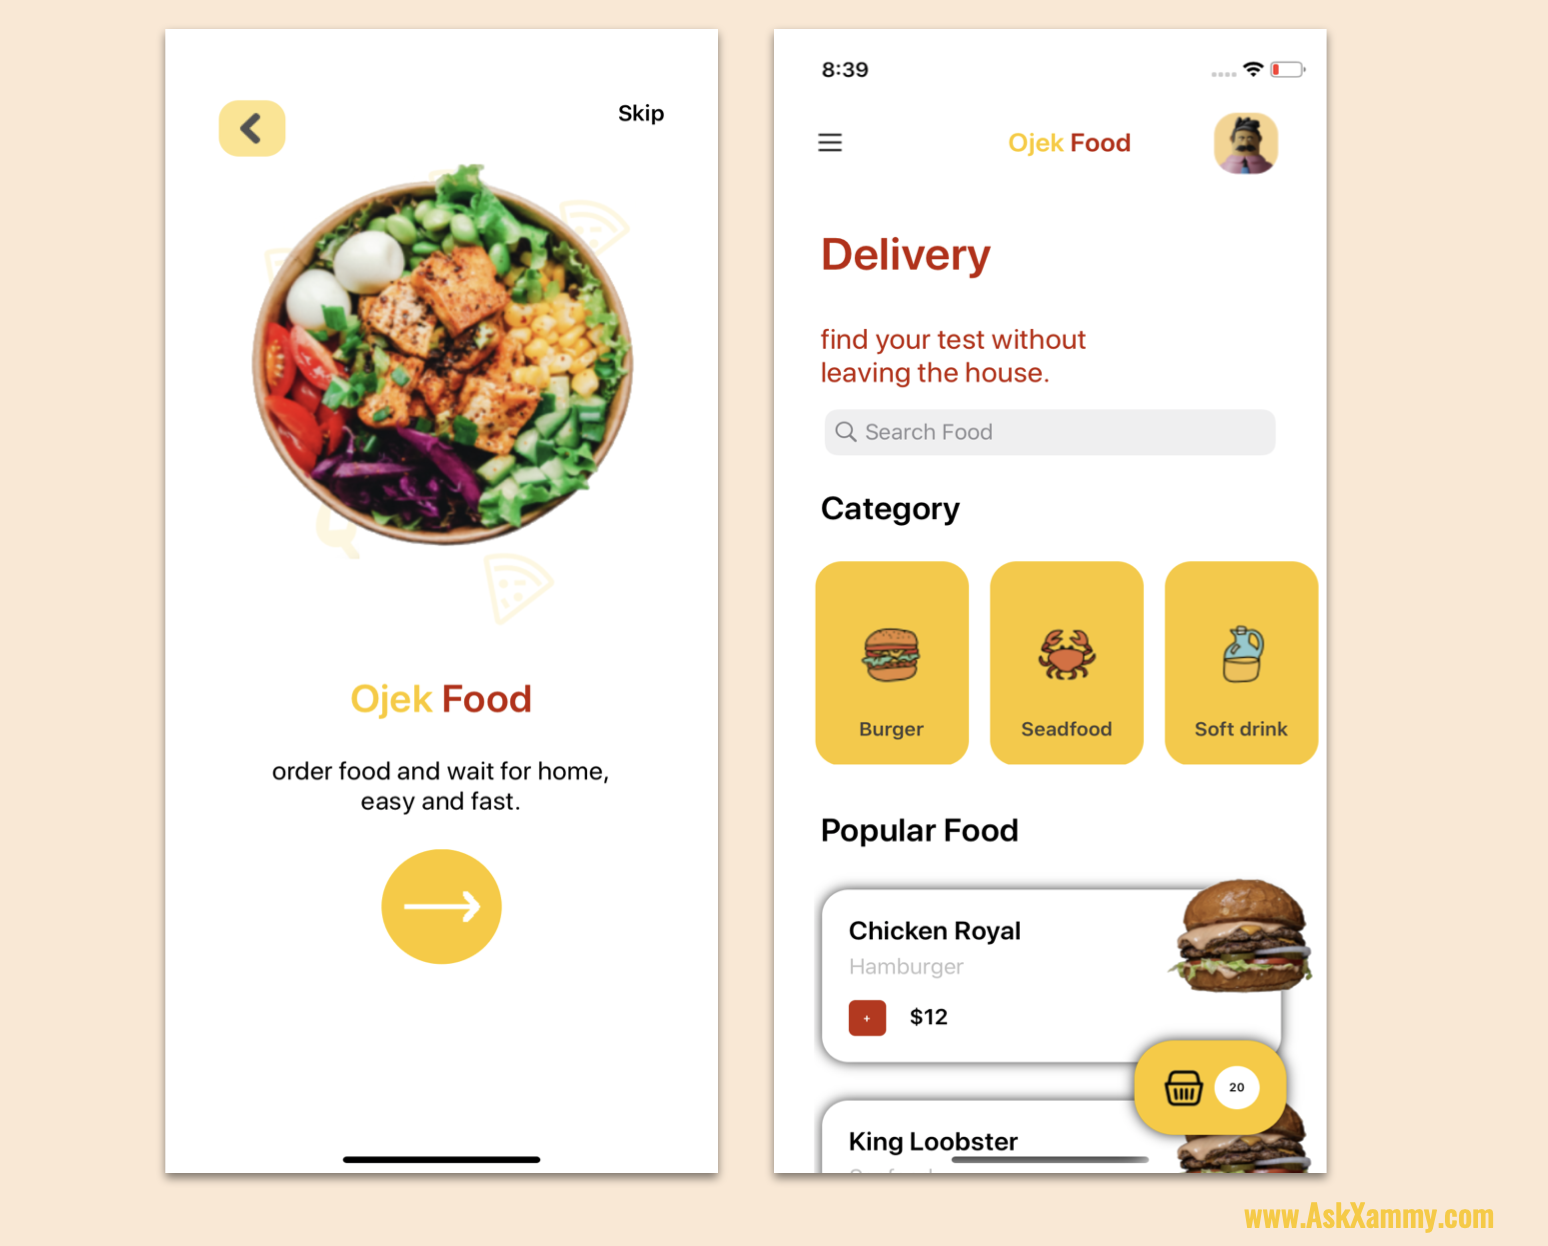 Skip
Ojek Food
order food and wait for home,
easy and fast.
8:39
Ojek Food
Delivery
find your test without
leaving the house.
Search Food
Category
Burger
Seadfood
Soft drink
Popular Food
Chicken Royal
Hamburger
+ $12
20
King Loobster
www.AskXammy.com